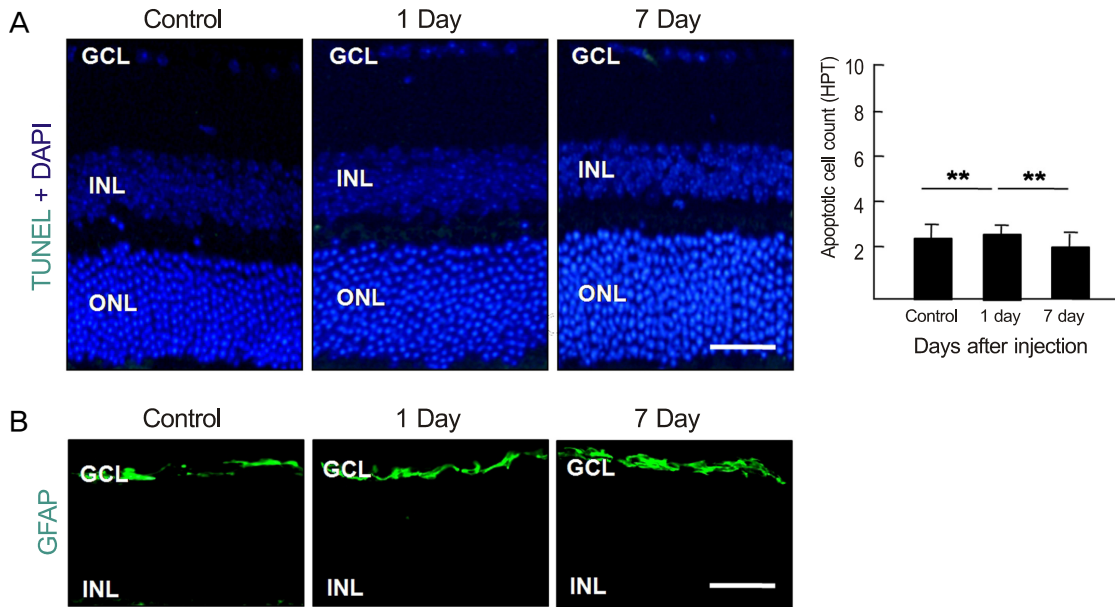 A
Control
1 Day
7 Day
TUNEL + DAPI
GCL
GCL
GCL
INL
INL
INL
ONL
ONL
ONL
Apoptotic cell count (HPT)
10
8
6
4
2
**
**
Control
1 day
7 day
Days after injection
B
Control
1 Day
7 Day
GFAP
GCL
GCL
GCL
INL
INL
INL